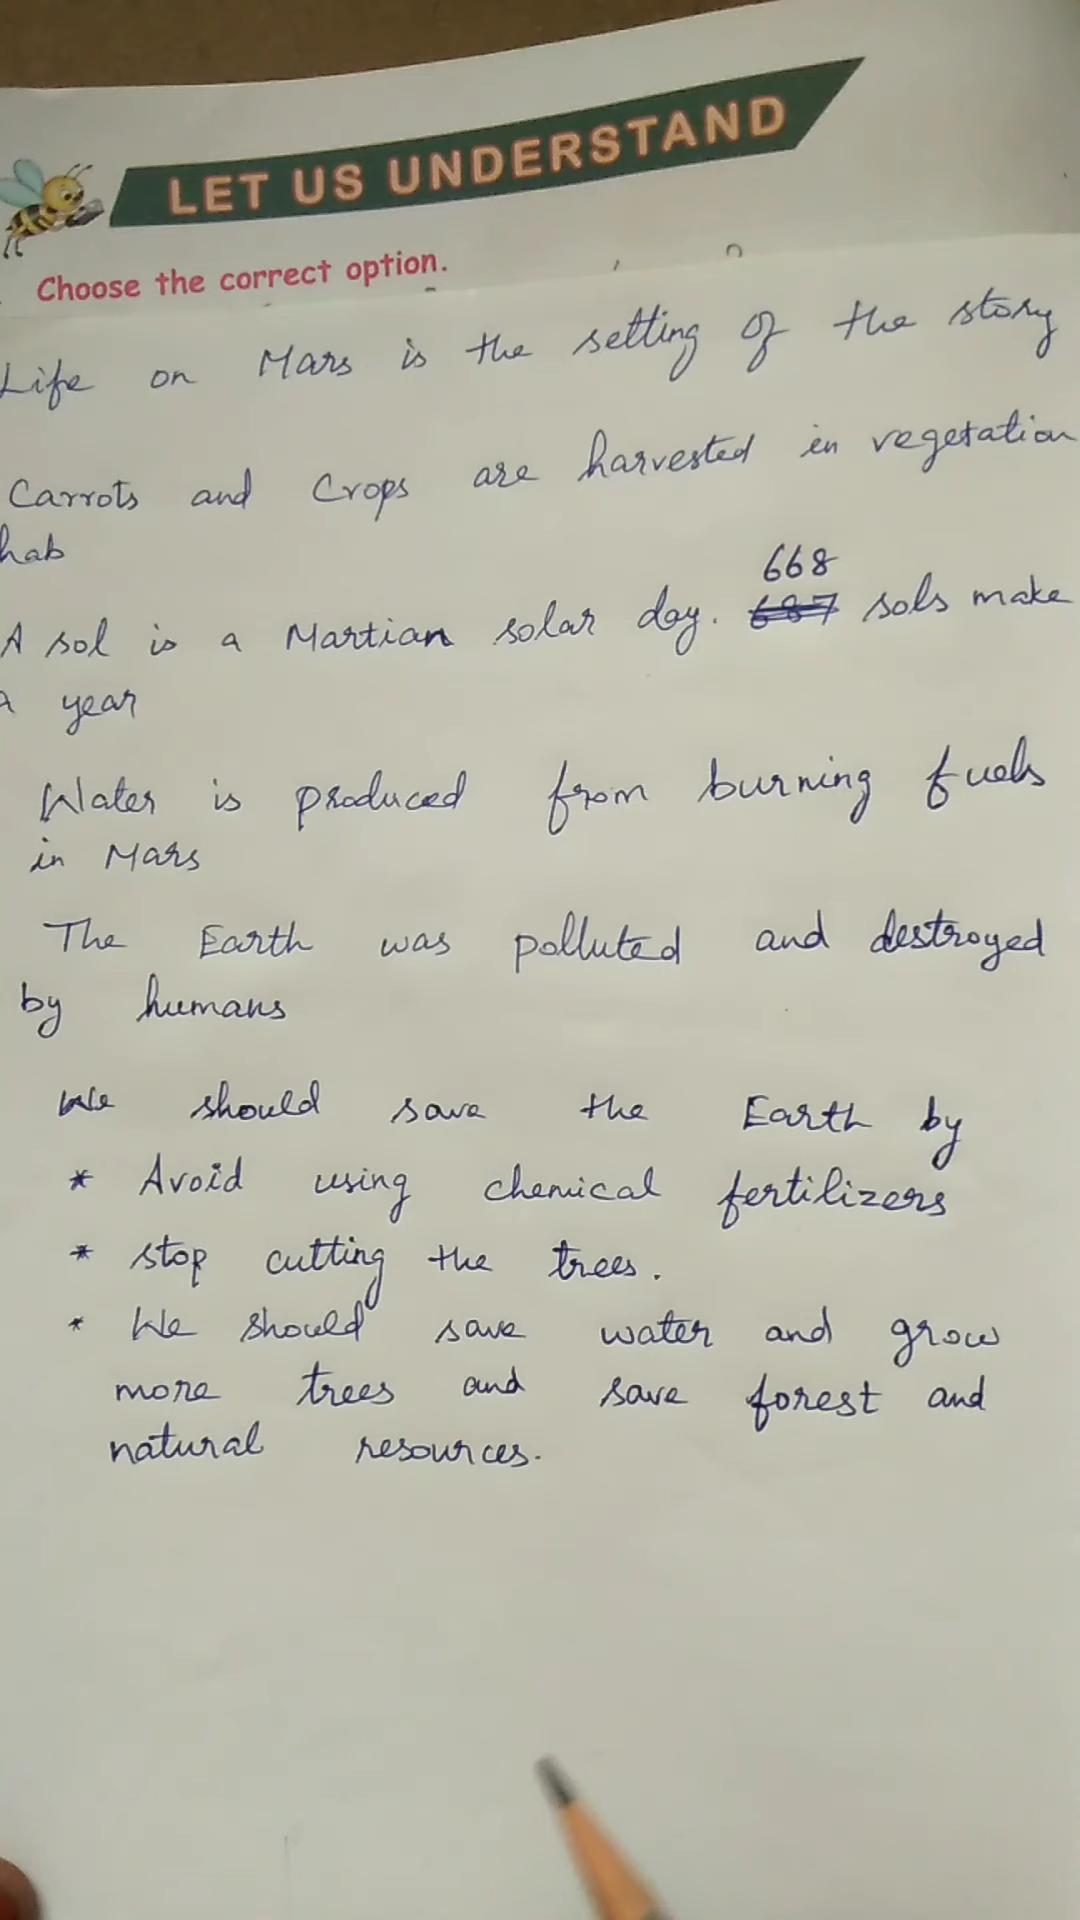 LET US UNDERSTAND
Choose the correct option.
Life on Mars is the setting of the story
Carrots and Crops are harvested in vegetation
hab
668
A sol is a Martian solar day. 687 sols make
a year
Water is produced from burning fuels
in Mars
The Earth was polluted and destroyed
by humans
We should save the Earth by
* Avoid using chemical fertilizers
* stop cutting the trees.
* We should save water and grow
more trees and save forest and
natural resources.